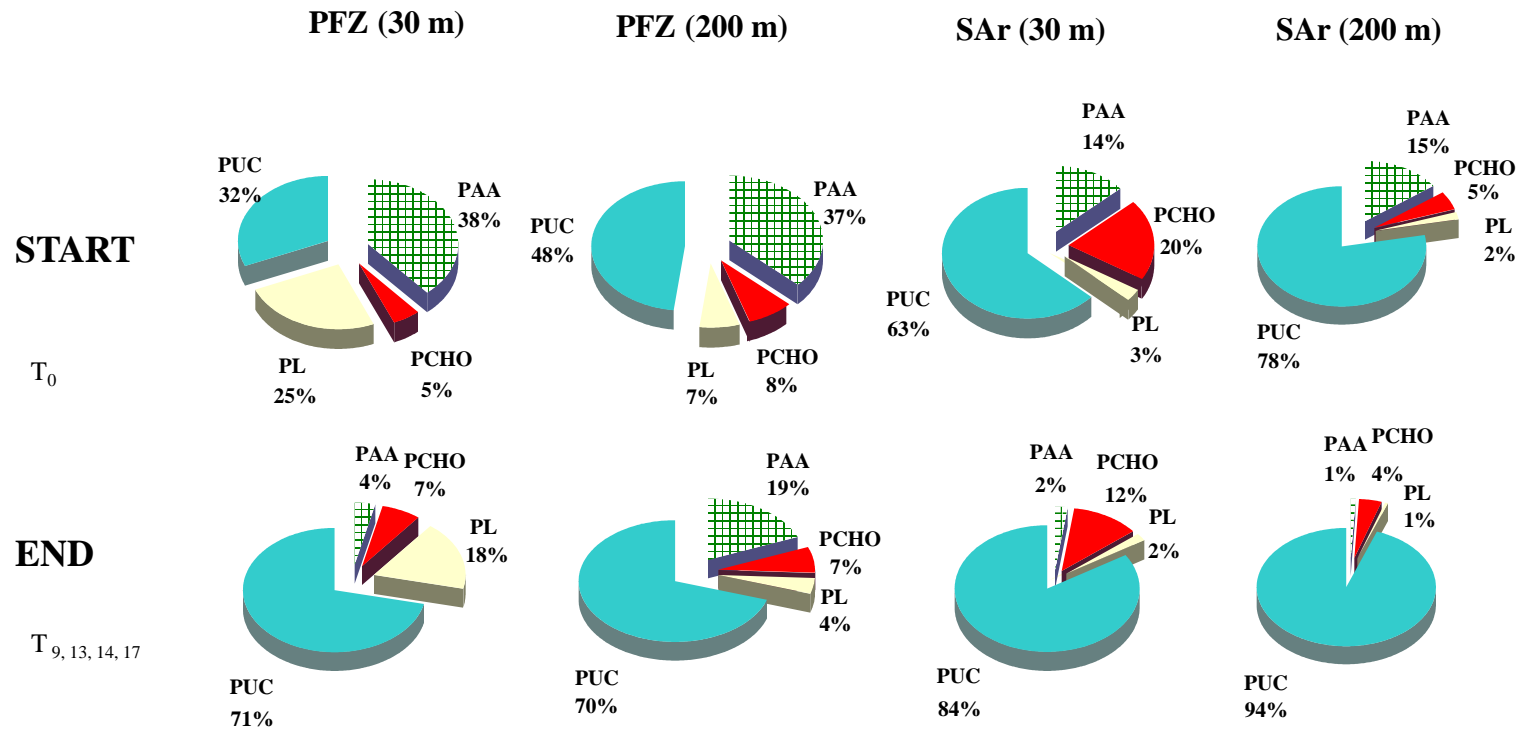 PFZ (30 m)
PFZ (200 m)
SAr (30 m)
SAr (200 m)
START
T0
PUC
32%
PAA
38%
PL
25%
PCHO
5%
PUC
48%
PAA
37%
PL
7%
PCHO
8%
PAA
14%
PCHO
20%
PUC
63%
PL
3%
PAA
15%
PCHO
5%
PL
2%
PUC
78%
END
T 9, 13, 14, 17
PAA
4%
PCHO
7%
PL
18%
PUC
71%
PAA
19%
PCHO
7%
PL
4%
PUC
70%
PAA
2%
PCHO
12%
PL
2%
PUC
84%
PAA
1%
PCHO
4%
PL
1%
PUC
94%